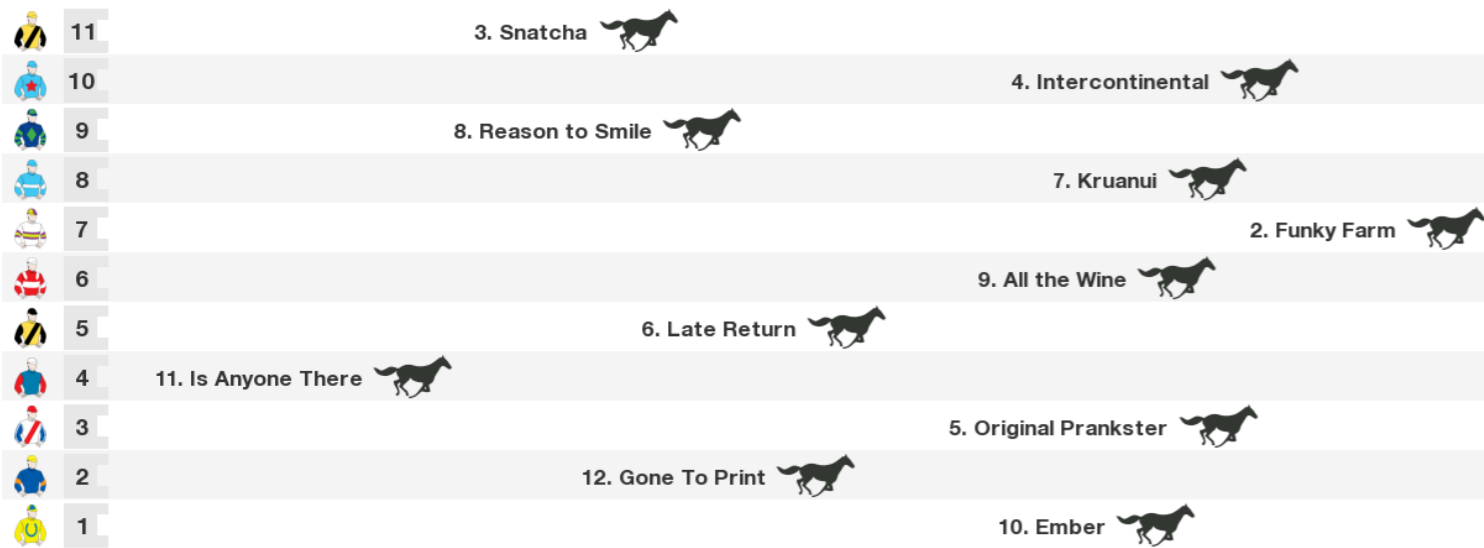 11 3. Snatcha
10 4. Intercontinental
9 8. Reason to Smile
8 7. Kruanui
7 2. Funky Farm
6 9. All the Wine
5 6. Late Return
4 11. Is Anyone There
3 5. Original Prankster
2 12. Gone To Print
1 10. Ember